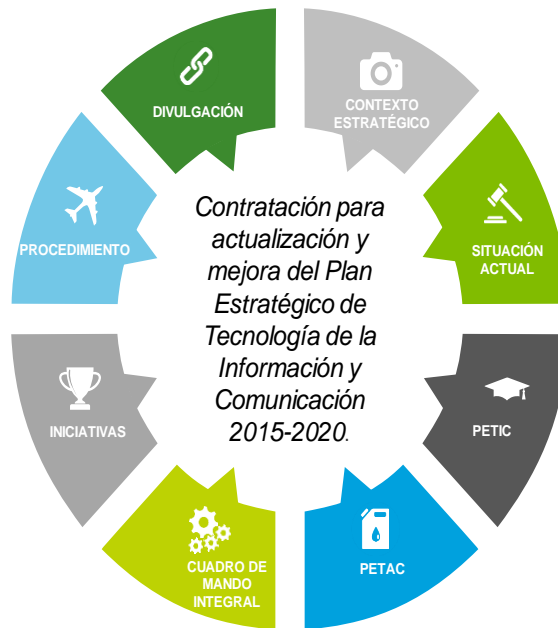 DIVULGACIÓN
CONTEXTO
ESTRATÉGICO
SITUACIÓN
ACTUAL
PETIC
PETAC
CUADRO DE
MANDO
INTEGRAL
INICIATIVAS
PROCEDIMIENTO
Contratación para
actualización y
mejora del Plan
Estratégico de
Tecnología de la
Información y
Comunicación
2015-2020.